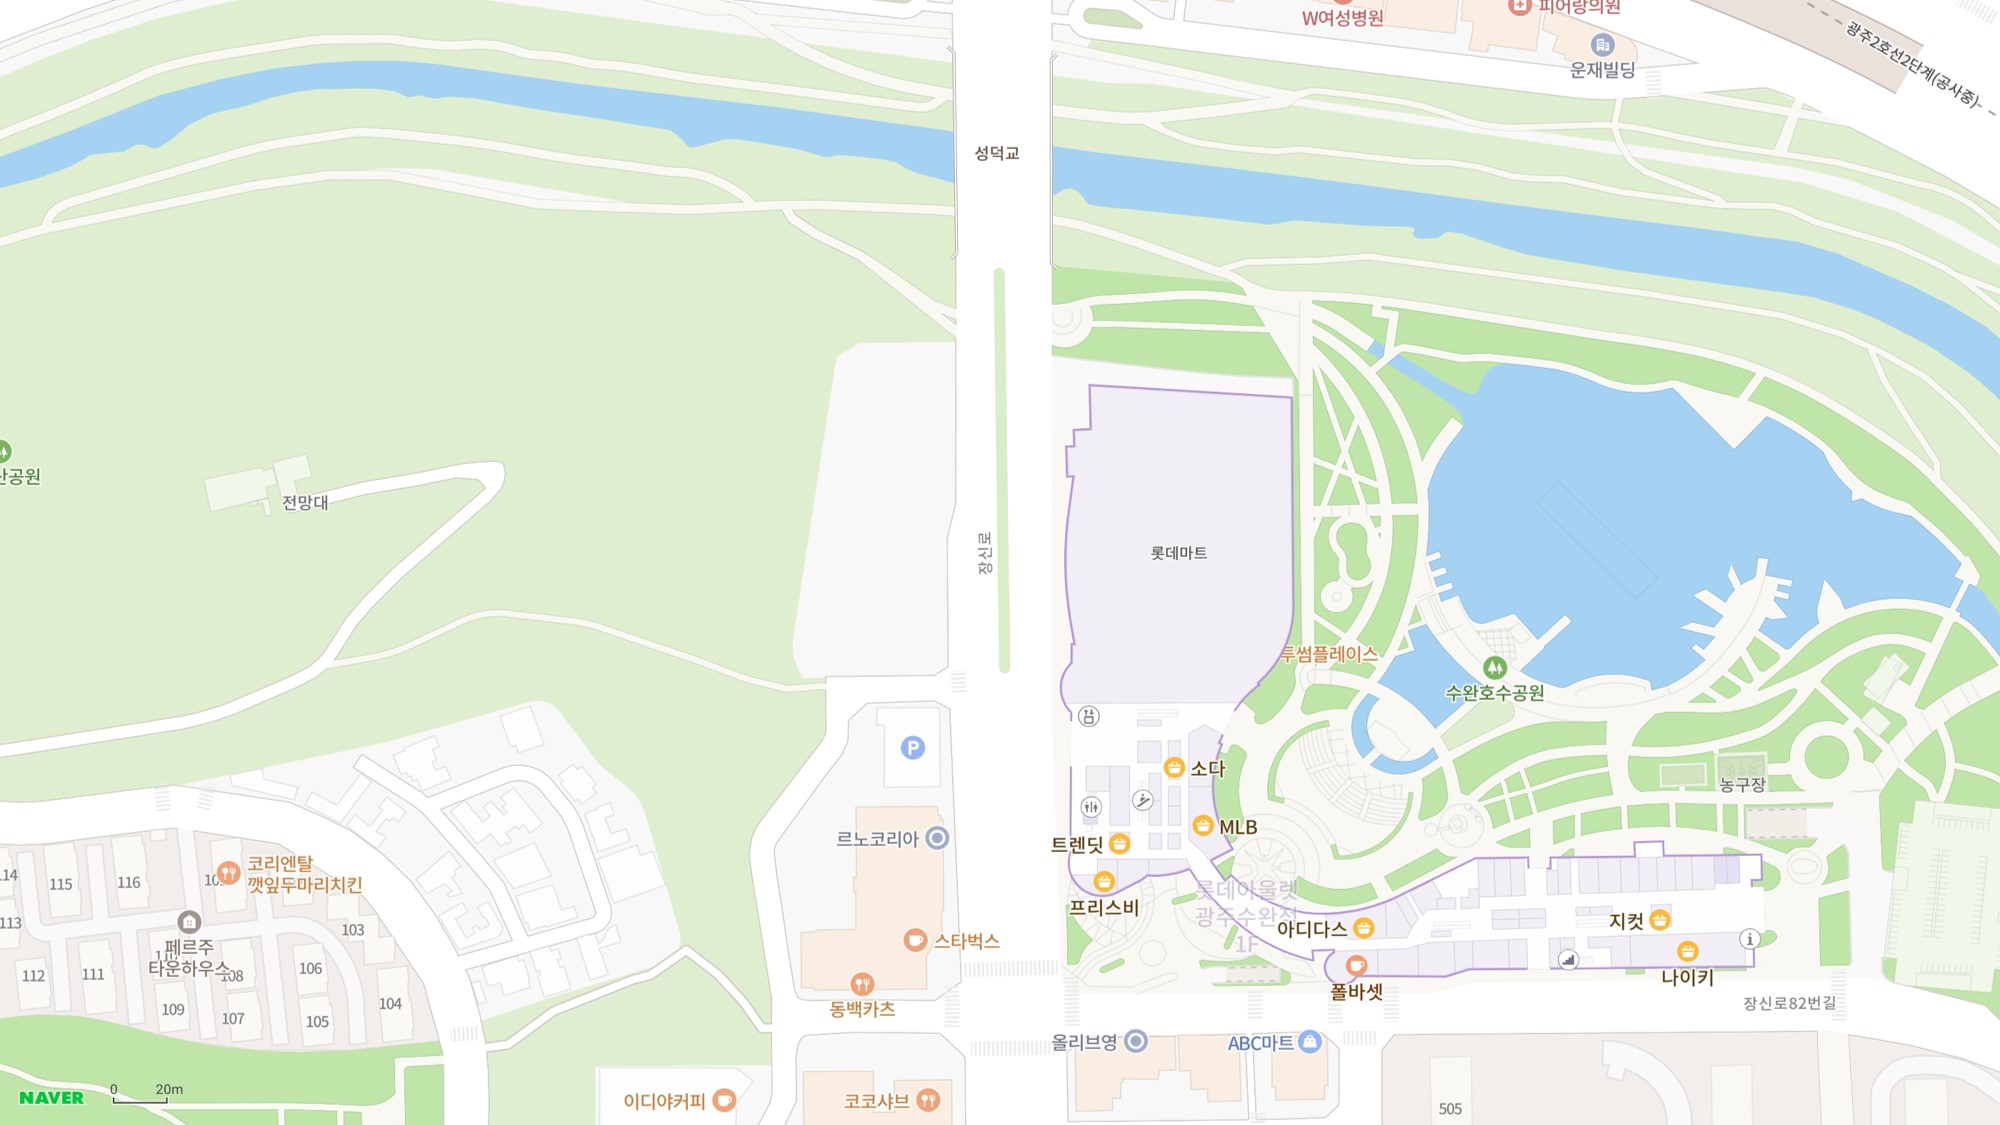 W여성병원
피어랑의원
운재빌딩
광주2호선2단계(공사중)
성덕교
산공원
전망대
장신로
롯데마트
투썸플레이스
수완호수공원
농구장
P
소다
MLB
트렌딧
프리스비
르노코리아
롯데아울렛
광주수완점
1F
아디다스
지컷
나이키
폴바셋
스타벅스
동백카츠
장신로82번길
올리브영
ABC마트
코리엔탈
깻잎두마리치킨
페르주
타운하우스
114
115
116
113
103
112
111
108
106
109
107
105
104
이디야커피
코코샤브
505
NAVER
0 20m